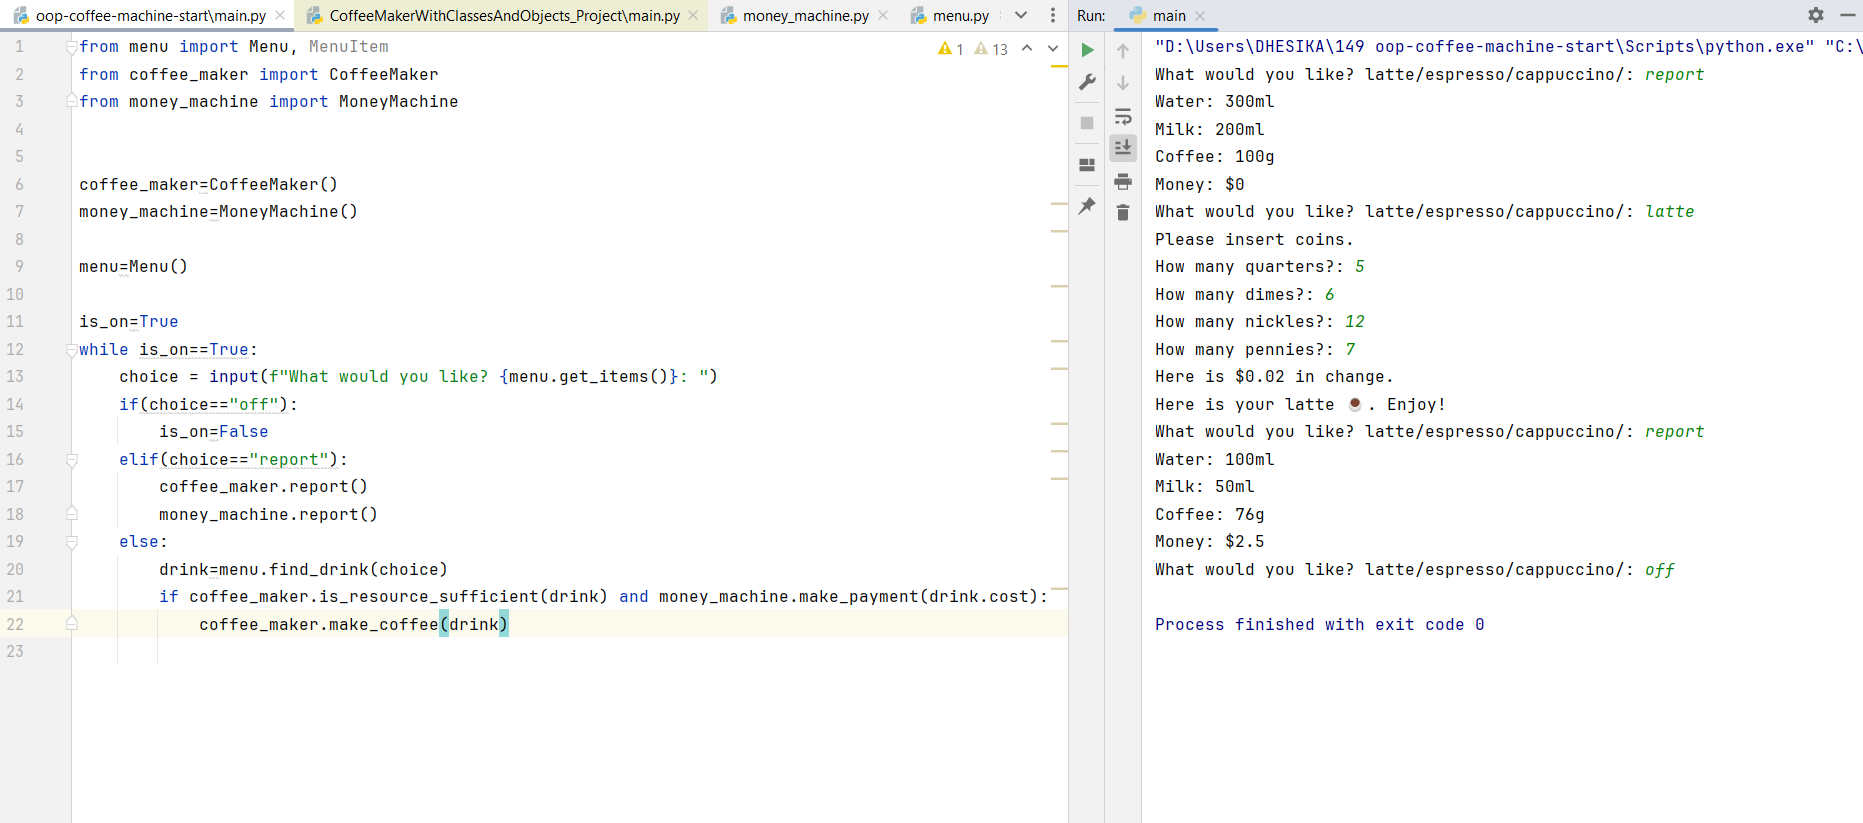 oop-coffee-machine-start\main.py
CoffeeMakerWithClassesAndObjects_Project\main.py
money_machine.py
menu.py
1 from menu import Menu, MenuItem
2 from coffee_maker import CoffeeMaker
3 from money_machine import MoneyMachine
4
5
6 coffee_maker=CoffeeMaker()
7 money_machine=MoneyMachine()
8
9 menu=Menu()
10
11 is_on=True
12 while is_on==True:
13     choice = input(f"What would you like? {menu.get_items()}: ")
14     if(choice=="off"):
15         is_on=False
16     elif(choice=="report"):
17         coffee_maker.report()
18         money_machine.report()
19     else:
20         drink=menu.find_drink(choice)
21         if coffee_maker.is_resource_sufficient(drink) and money_machine.make_payment(drink.cost):
22             coffee_maker.make_coffee(drink)
23
1 13
Run: main
"D:\Users\DHESIKA\149 oop-coffee-machine-start\Scripts\python.exe" "C:\
What would you like? latte/espresso/cappuccino/: report
Water: 300ml
Milk: 200ml
Coffee: 100g
Money: $0
What would you like? latte/espresso/cappuccino/: latte
Please insert coins.
How many quarters?: 5
How many dimes?: 6
How many nickles?: 12
How many pennies?: 7
Here is $0.02 in change.
Here is your latte ☕. Enjoy!
What would you like? latte/espresso/cappuccino/: report
Water: 100ml
Milk: 50ml
Coffee: 76g
Money: $2.5
What would you like? latte/espresso/cappuccino/: off
Process finished with exit code 0